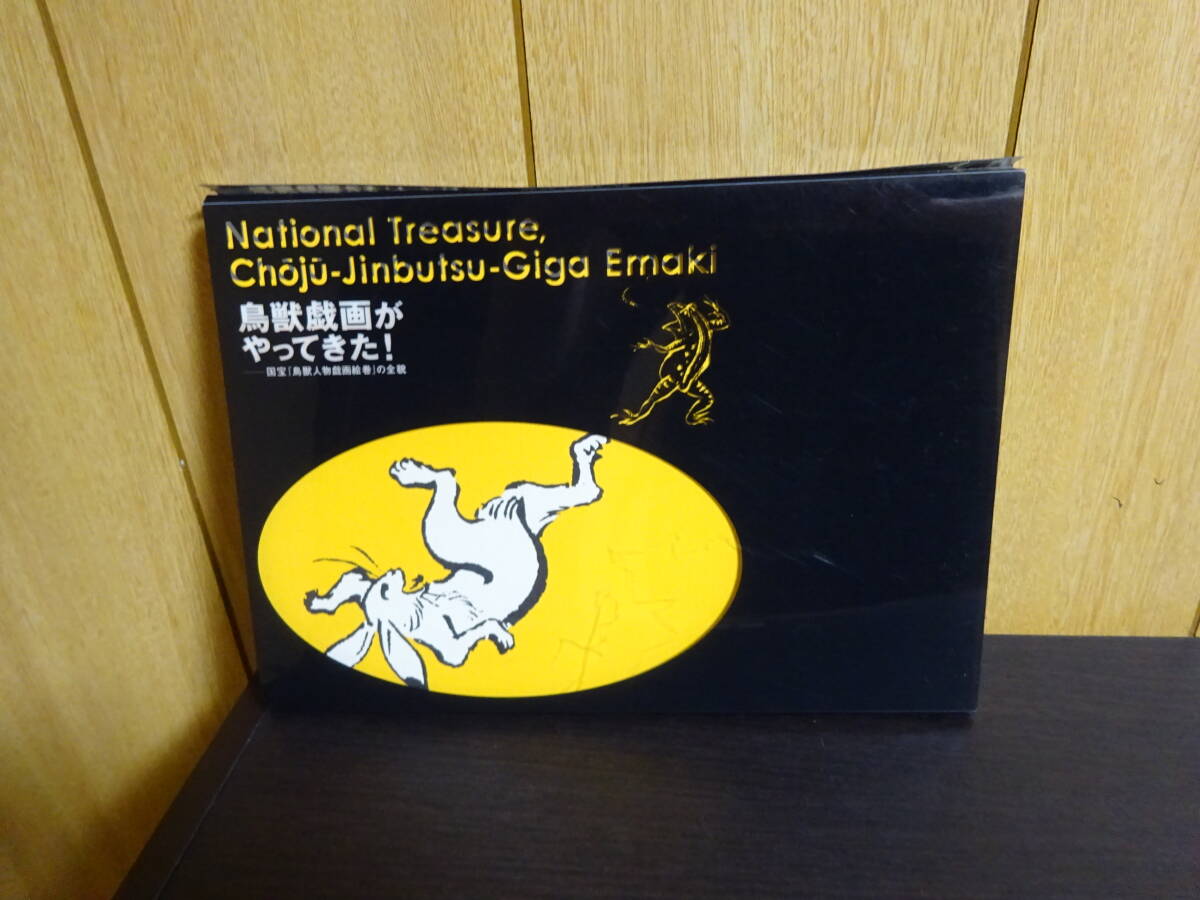 National Treasure,
Chōjū-Jinbutsu-Giga Emaki
鳥獣戯画が
やってきた!
——国宝『鳥獣人物戯画絵巻』の全貌